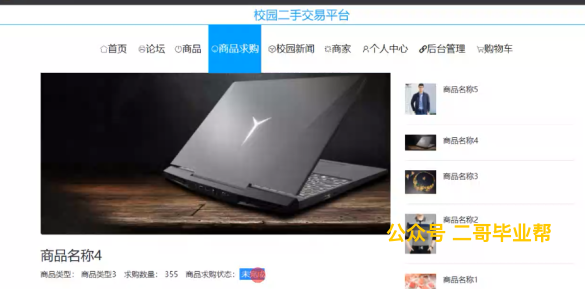 校园二手交易平台
首页 论坛 商品 商品求购 校园新闻 商家 个人中心 后台管理 购物车
商品名称5
商品名称4
商品名称3
商品名称2
公众号 二哥毕业帮
商品名称4
商品类型： 商品类型3 求购数量： 355 商品求购状态： 未
商品名称1